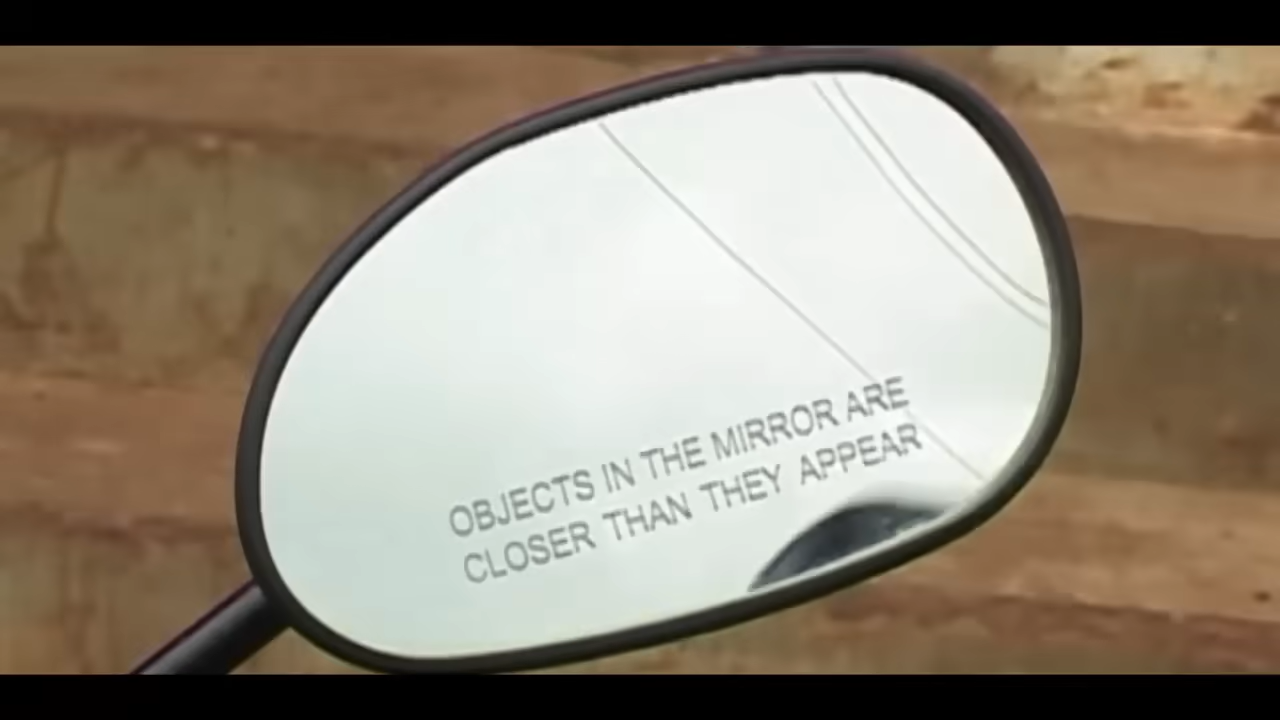 OBJECTS IN THE MIRROR ARE
CLOSER THAN THEY APPEAR